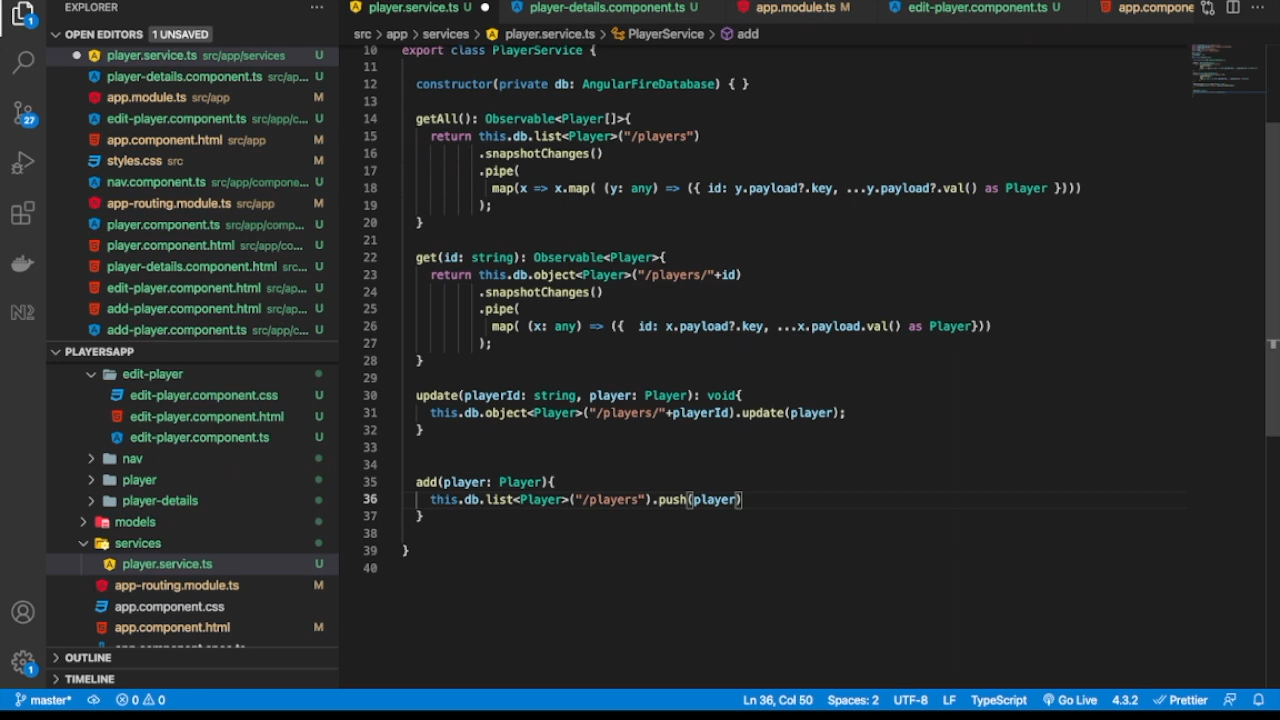 EXPLORER ...
player.service.ts U
player-details.component.ts U
app.module.ts M
edit-player.component.ts U
app.compone
OPEN EDITORS 1 UNSAVED
src > app > services > player.service.ts > PlayerService > add
player.service.ts src/app/services U
player-details.component.ts src/ap... U
app.module.ts src/app M
edit-player.component.ts src/app/c... U
app.component.html src/app M
styles.css src M
nav.component.ts src/app/compone... U
app-routing.module.ts src/app M
player.component.ts src/app/comp... U
player.component.html src/app/co... U
player-details.component.html src... U
edit-player.component.html src/ap... U
add-player.component.html src/ap... U
add-player.component.ts src/app/c... U
PLAYERSAPP
edit-player
edit-player.component.css U
edit-player.component.html U
edit-player.component.ts U
nav
player
player-details
models
services
player.service.ts U
app-routing.module.ts M
app.component.css
app.component.html M
OUTLINE
TIMELINE
1
27
1
10 export class PlayerService {
11
12 constructor(private db: AngularFireDatabase) { }
13
14 getAll(): Observable<Player[]>{
15 return this.db.list<Player>("/players")
16 .snapshotChanges()
17 .pipe(
18 map(x => x.map( (y: any) => ({ id: y.payload?.key, ...y.payload?.val() as Player })))
19 );
20 }
21
22 get(id: string): Observable<Player>{
23 return this.db.object<Player>("/players/"+id)
24 .snapshotChanges()
25 .pipe(
26 map( (x: any) => ({ id: x.payload?.key, ...x.payload.val() as Player}))
27 );
28 }
29
30 update(playerId: string, player: Player): void{
31 this.db.object<Player>("/players/"+playerId).update(player);
32 }
33
34
35 add(player: Player){
36 this.db.list<Player>("/players").push(player)
37 }
38
39 }
40
master* 0 0 Ln 36, Col 50 Spaces: 2 UTF-8 LF TypeScript Go Live 4.3.2 Prettier